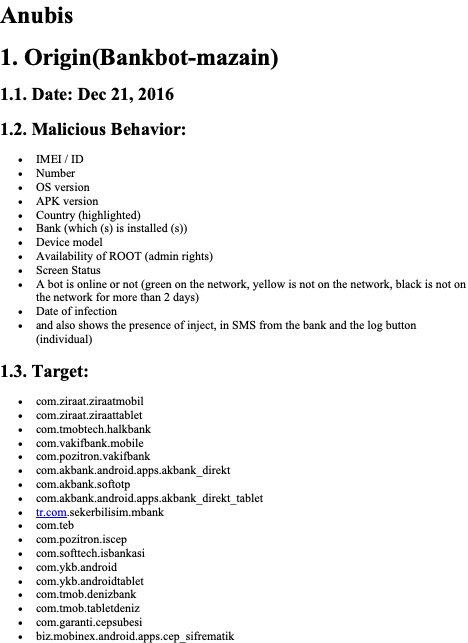 Anubis
1. Origin(Bankbot-mazain)
1.1. Date: Dec 21, 2016
1.2. Malicious Behavior:
• IMEI / ID
• Number
• OS version
• APK version
• Country (highlighted)
• Bank (which (s) is installed (s))
• Device model
• Availability of ROOT (admin rights)
• Screen Status
• A bot is online or not (green on the network, yellow is not on the network, black is not on
the network for more than 2 days)
• Date of infection
• and also shows the presence of inject, in SMS from the bank and the log button
(individual)
1.3. Target:
• com.ziraat.ziraatmobil
• com.ziraat.ziraattablet
• com.tmobtech.halkbank
• com.vakifbank.mobile
• com.pozitron.vakifbank
• com.akbank.android.apps.akbank_direkt
• com.akbank.softotp
• com.akbank.android.apps.akbank_direkt_tablet
• tr.com.sekerbilisim.mbank
• com.teb
• com.pozitron.iscep
• com.softtech.isbankasi
• com.ykb.android
• com.ykb.androidtablet
• com.tmob.denizbank
• com.tmob.tabletdeniz
• com.garanti.cepsubesi
• biz.mobinex.android.apps.cep_sifrematik